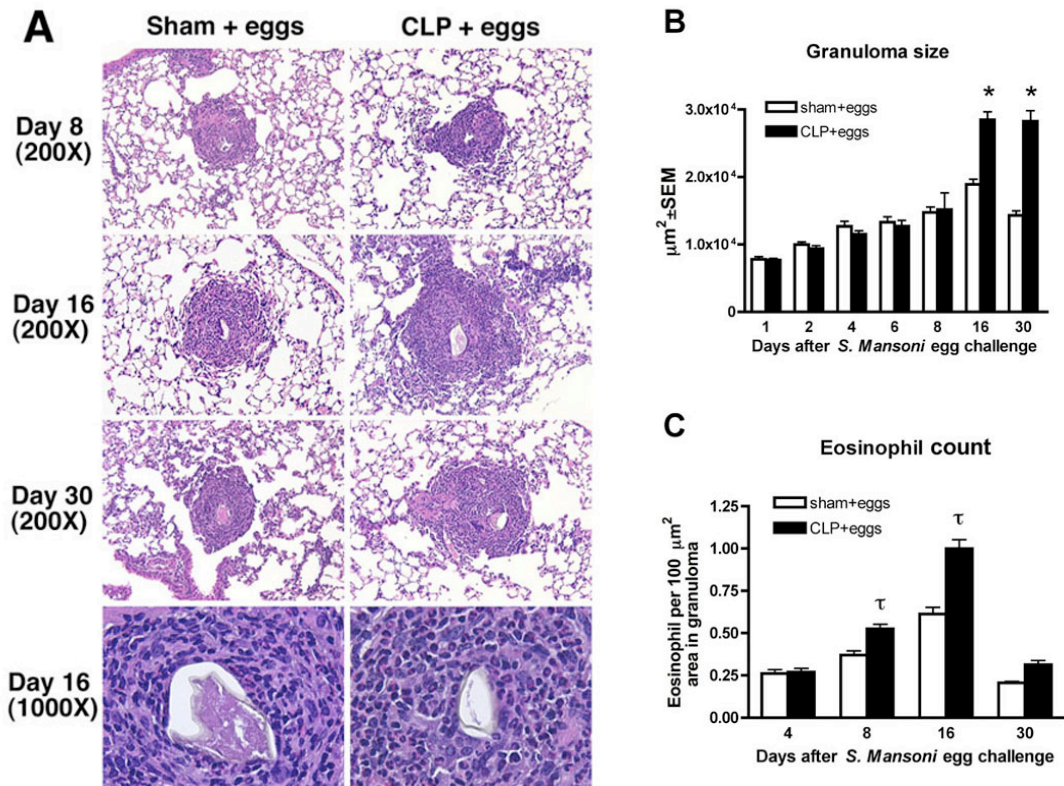 A
Sham + eggs
CLP + eggs
Day 8
(200X)
Day 16
(200X)
Day 30
(200X)
Day 16
(1000X)
B
Granuloma size
sham+eggs
CLP+eggs
* *
3.0x10⁴
2.0x10⁴
1.0x10⁴
0
μm² ±SEM
1 2 4 6 8 16 30
Days after S. Mansoni egg challenge
C
Eosinophil count
sham+eggs
CLP+eggs
τ τ
1.25
1.00
0.75
0.50
0.25
0.00
Eosinophil per 100 μm²
area in granuloma
4 8 16 30
Days after S. Mansoni egg challenge